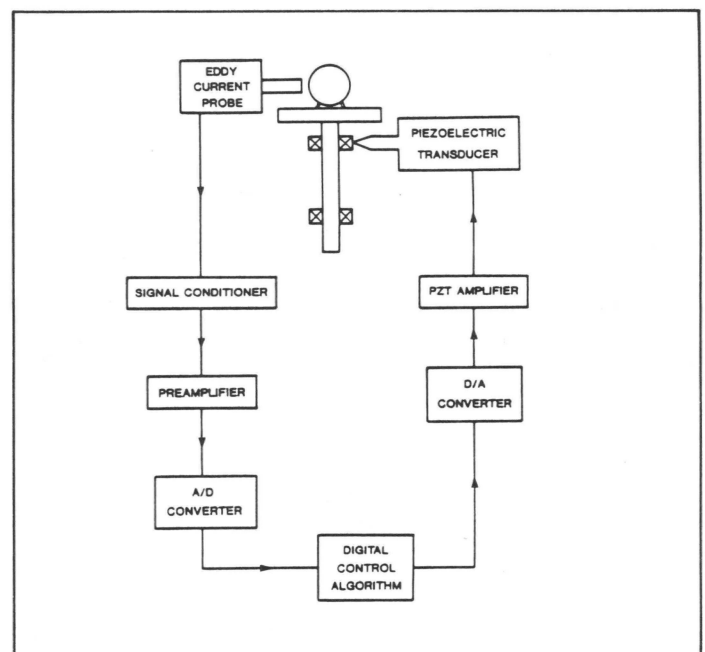 EDDY
CURRENT
PROBE
PIEZOELECTRIC
TRANSDUCER
SIGNAL CONDITIONER
PZT AMPLIFIER
PREAMPLIFIER
D/A
CONVERTER
A/D
CONVERTER
DIGITAL
CONTROL
ALGORITHM